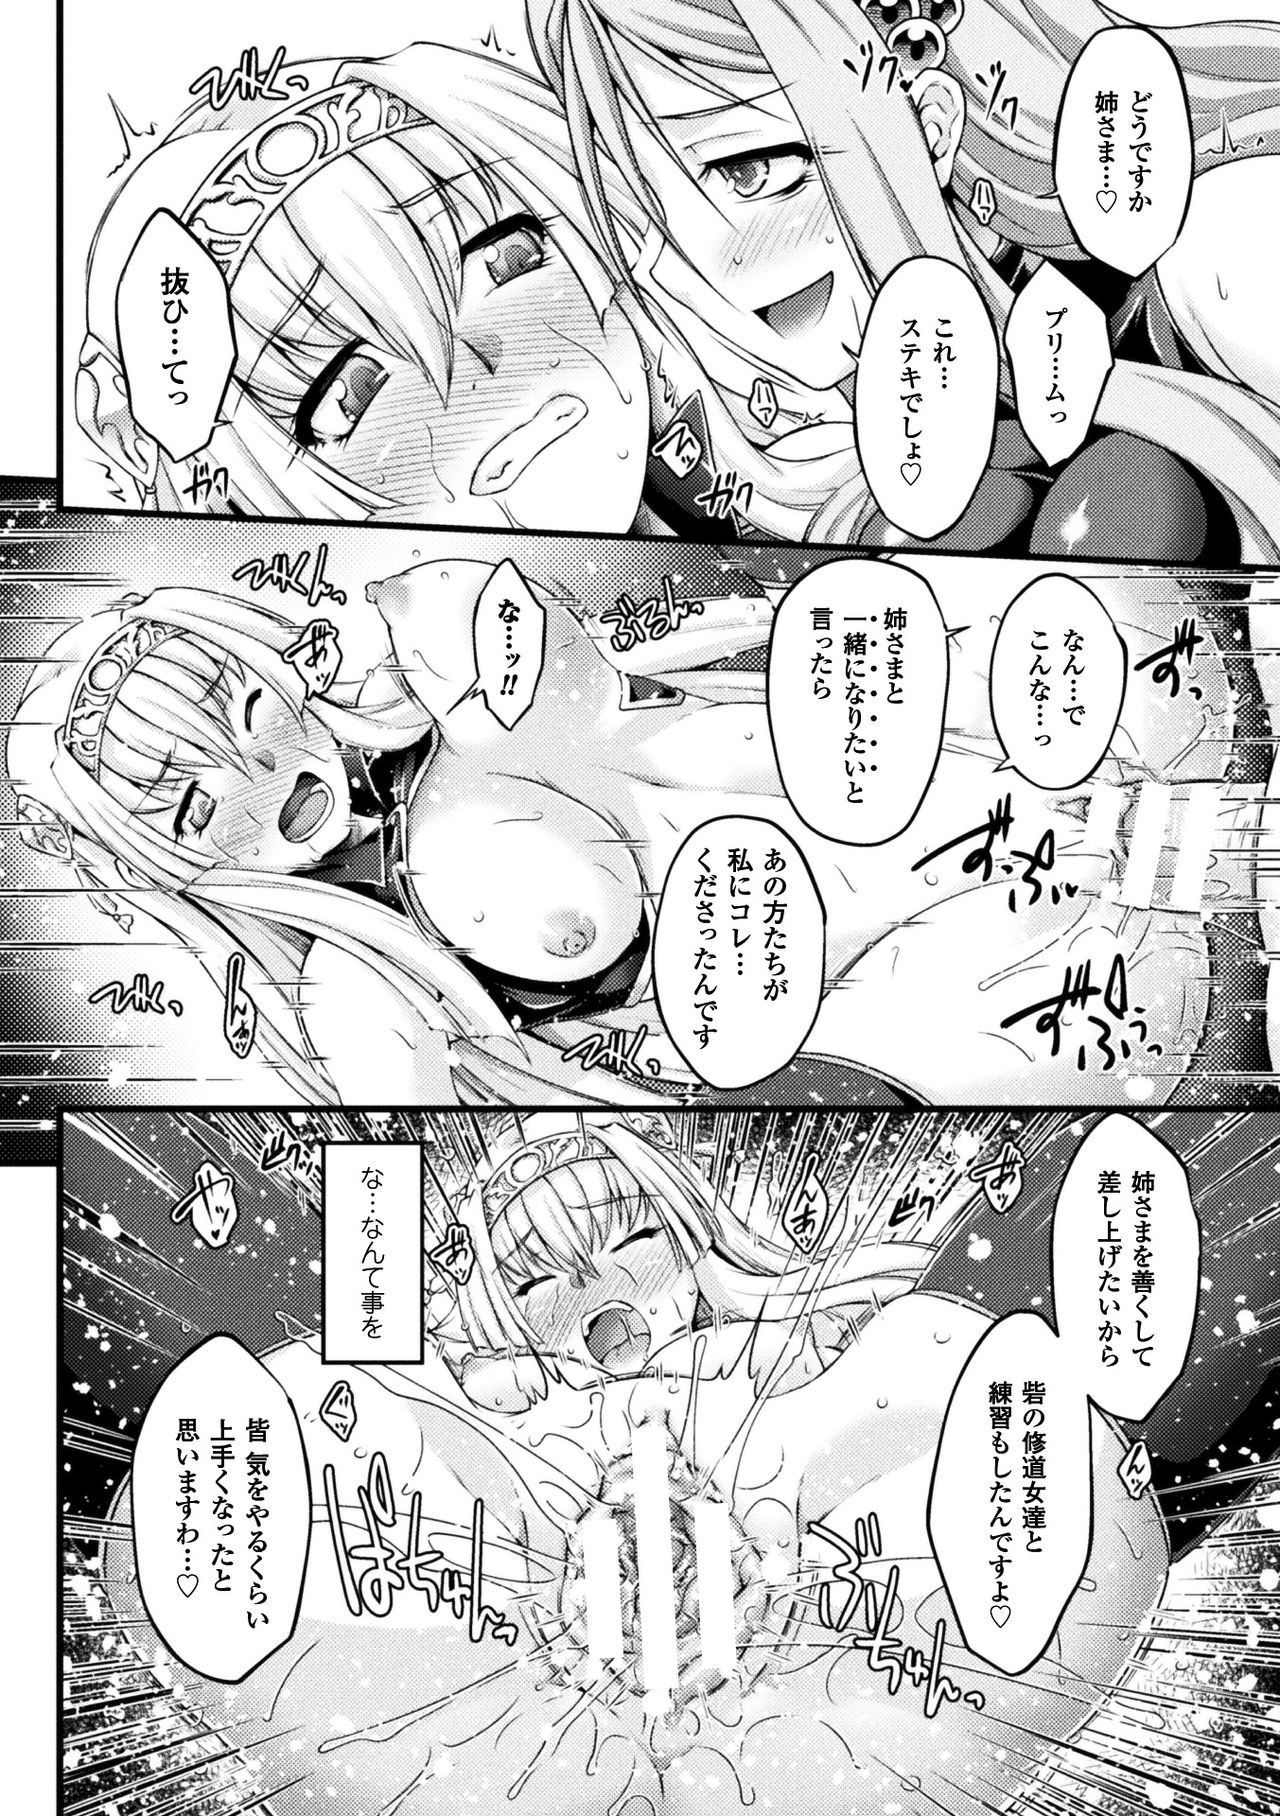 どうですか
姉さま…♡
プリ…ムっ
これ…
ステキでしょ♡
抜ひ…てっ
なん…で
こんな…っ
姉さまと
一緒になりたいと
言ったら
な…ッ!!
あの方たちが
私にコレ…
くださったんです
姉さまを善くして
差し上げたいから
砦の修道女達と
練習もしたんですよ♡
な…なんて事を
皆 気をやるくらい
上手くなったと
思いますわ…♡